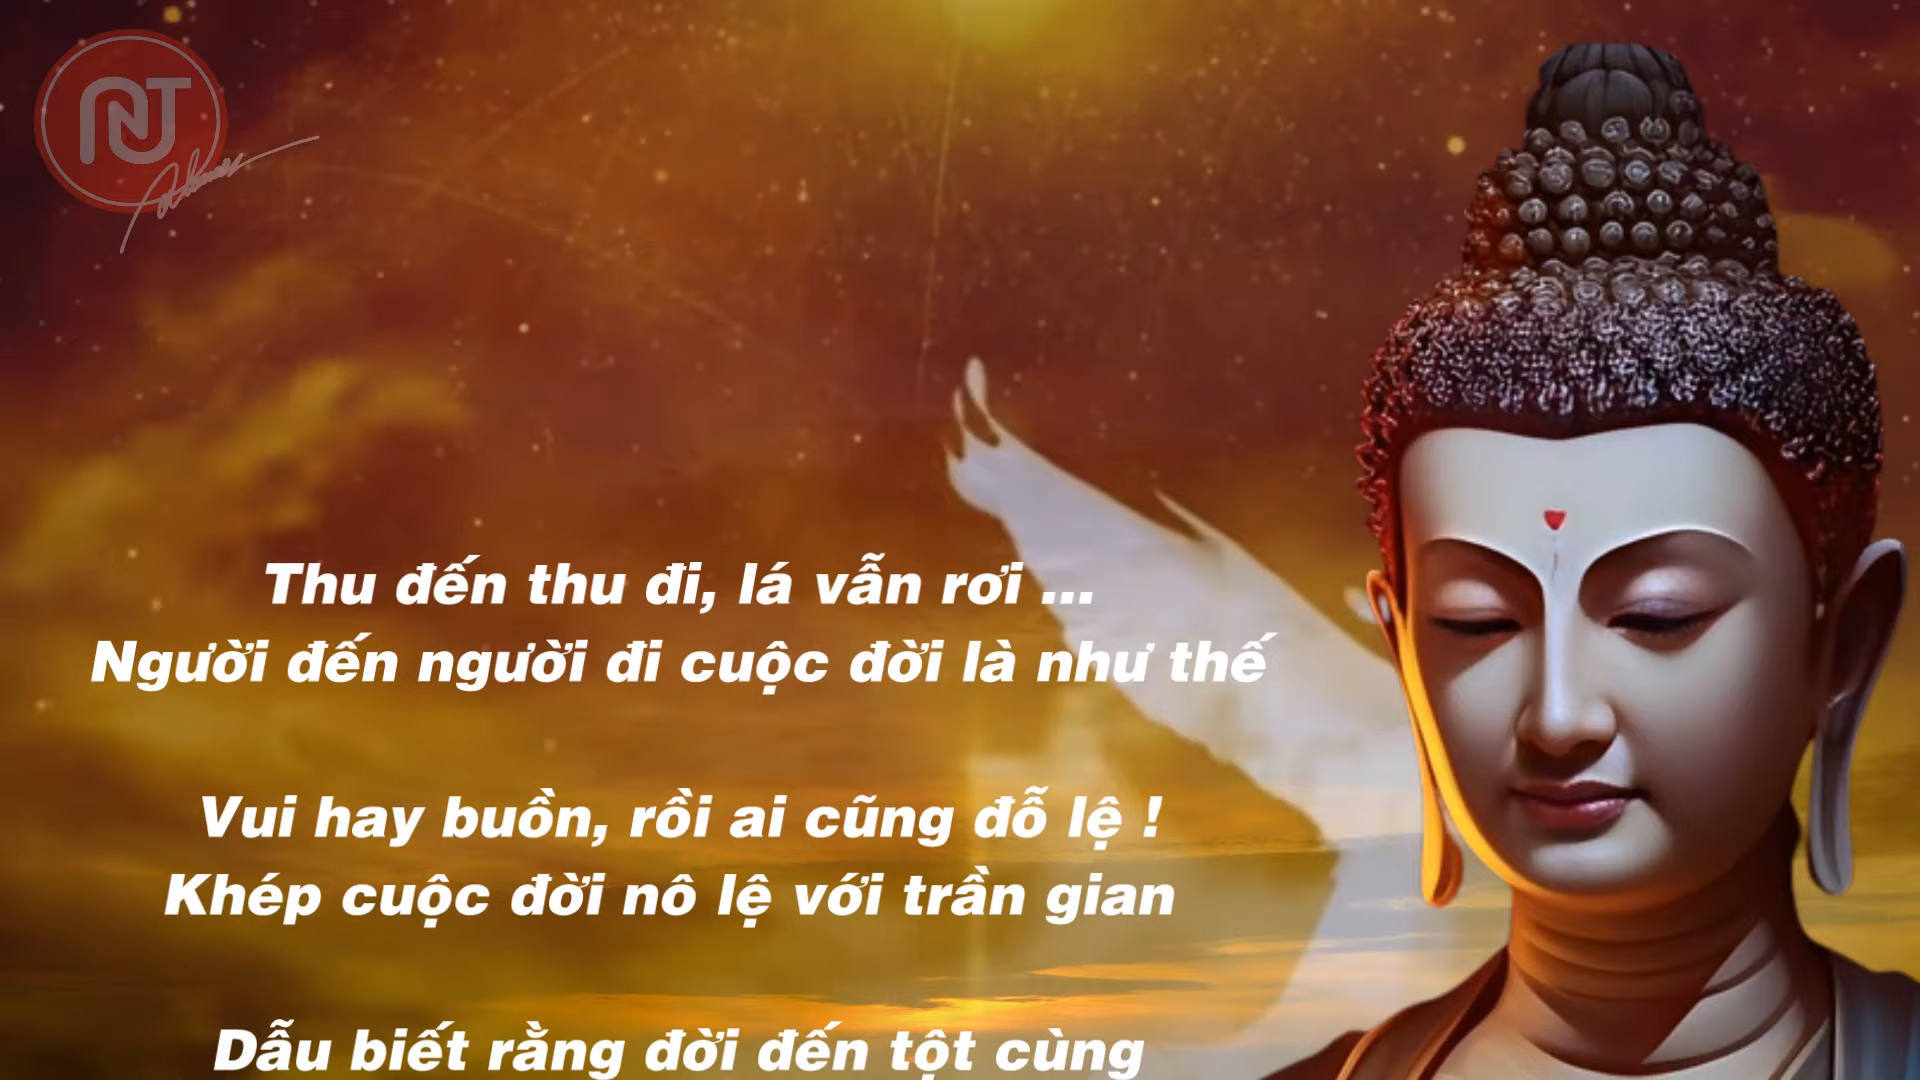 NT
Thu đến thu đi, lá vẫn rơi ...
Người đến người đi cuộc đời là như thế
Vui hay buồn, rồi ai cũng đỗ lệ !
Khép cuộc đời nô lệ với trần gian
Dẫu biết rằng đời đến tột cùng